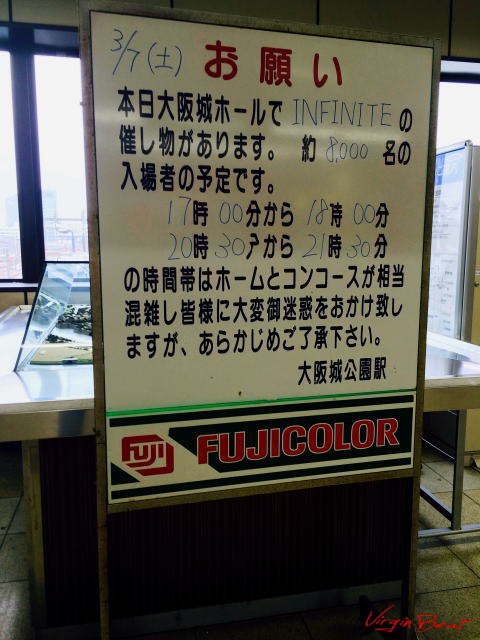 3/7(土) お願い
本日大阪城ホールで INFINITE の
催し物があります。 約 8,000 名の
入場者の予定です。
17時 00分から 18時 00分
20時 30分から 21時 30分
の時間帯はホームとコンコースが相当
混雑し皆様に大変御迷惑をおかけ致し
ますが、あらかじめご了承下さい。
大阪城公園駅
FUJI FUJICOLOR
Virgin Beat